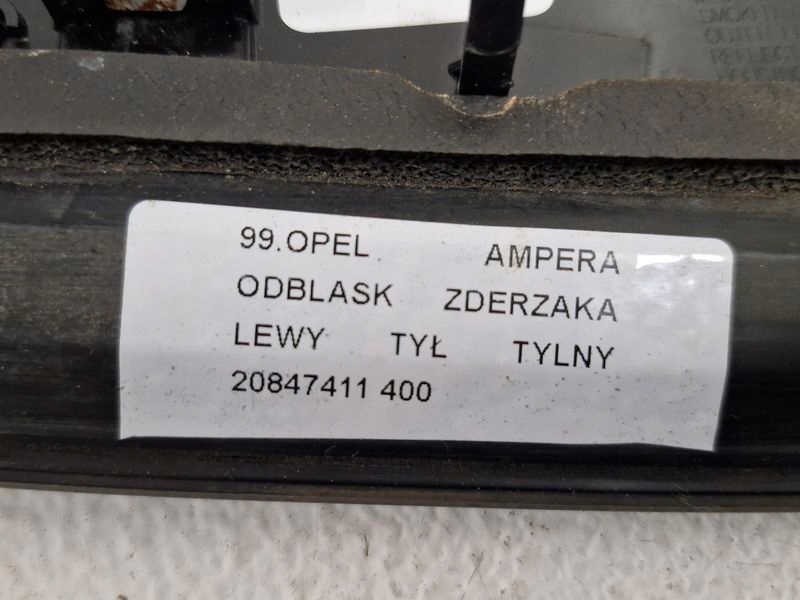 99.OPEL AMPERA
ODBLASK ZDERZAKA
LEWY TYŁ TYLNY
20847411 400